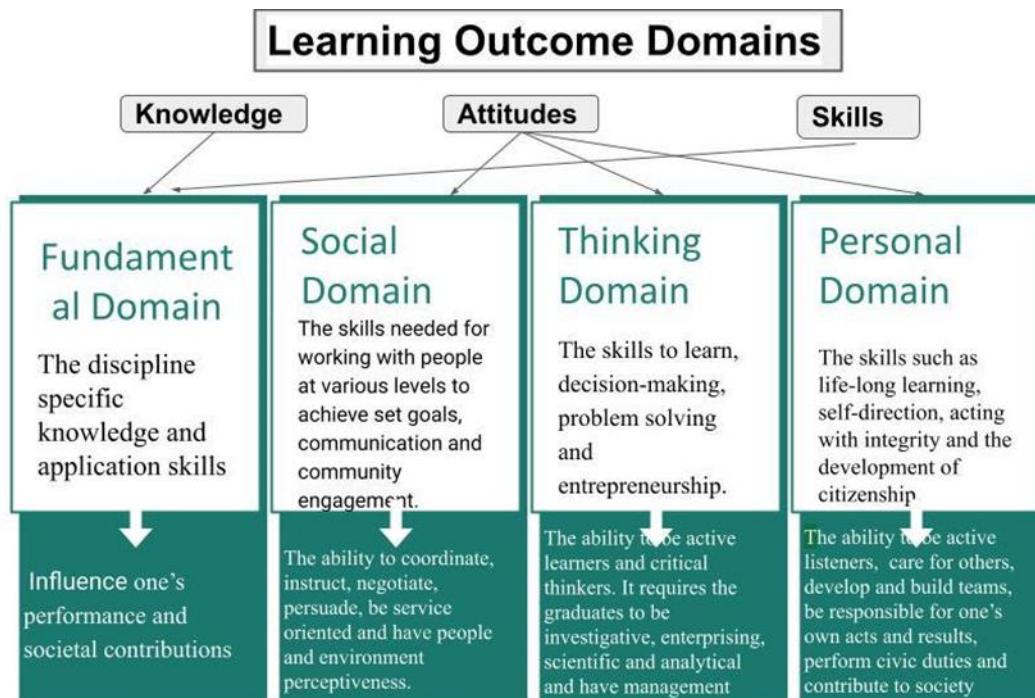 Learning Outcome Domains
Knowledge
Attitudes
Skills
Fundament
al Domain
The discipline
specific
knowledge and
application skills
Influence one's
performance and
societal contributions
Social
Domain
The skills needed for
working with people
at various levels to
achieve set goals,
communication and
community
engagement.
The ability to coordinate,
instruct, negotiate,
persuade, be service
oriented and have people
and environment
perceptiveness.
Thinking
Domain
The skills to learn,
decision-making,
problem solving
and
entrepreneurship.
The ability to be active
learners and critical
thinkers. It requires the
graduates to be
investigative, enterprising,
scientific and analytical
and have management
Personal
Domain
The skills such as
life-long learning,
self-direction, acting
with integrity and the
development of
citizenship
The ability to be active
listeners, care for others,
develop and build teams,
be responsible for one's
own acts and results,
perform civic duties and
contribute to society